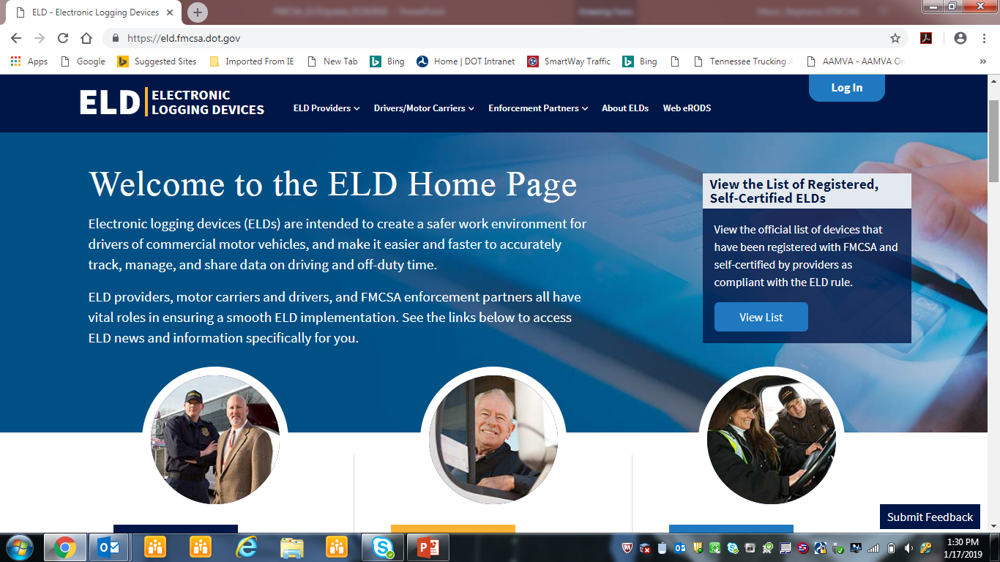 ELD - Electronic Logging Devices
https://eld.fmcsa.dot.gov
Apps Google Suggested Sites Imported From IE New Tab Bing Home | DOT Intranet SmartWay Traffic Bing Tennesee Trucking AAMVA - AAMVA On
Log In
ELD ELECTRONIC
LOGGING DEVICES
ELD Providers Drivers/Motor Carriers Enforcement Partners About ELDs Web eRODS
Welcome to the ELD Home Page
Electronic logging devices (ELDs) are intended to create a safer work environment for
drivers of commercial motor vehicles, and make it easier and faster to accurately
track, manage, and share data on driving and off-duty time.
ELD providers, motor carriers and drivers, and FMCSA enforcement partners all have
vital roles in ensuring a smooth ELD implementation. See the links below to access
ELD news and information specifically for you.
View the List of Registered,
Self-Certified ELDs
View the official list of devices that
have been registered with FMCSA and
self-certified by providers as
compliant with the ELD rule.
View List
FMCSA
Submit Feedback
1:30 PM
1/17/2019